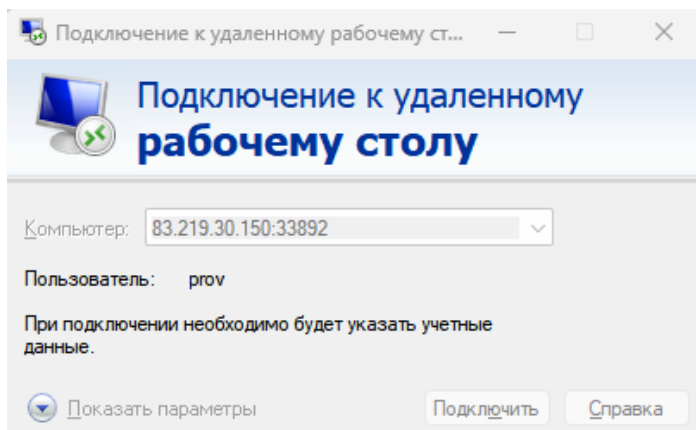 Подключение к удаленному рабочему ст...
Подключение к удаленному
рабочему столу
Компьютер: 83.219.30.150:33892
Пользователь: prov
При подключении необходимо будет указать учетные
данные.
Показать параметры Подключить Справка